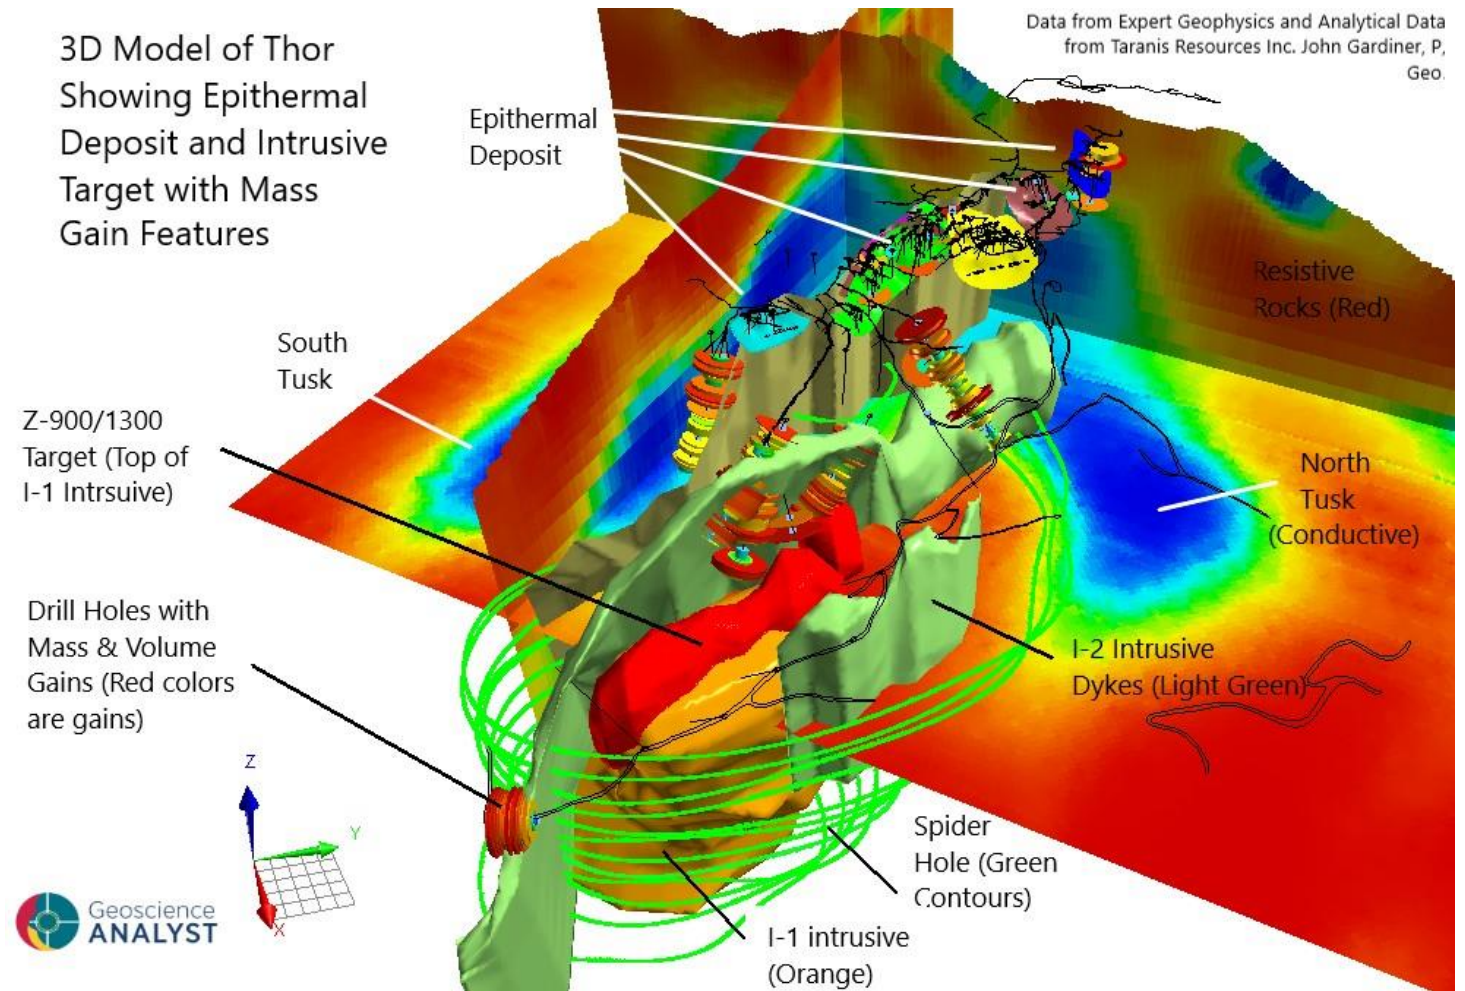 3D Model of Thor
Showing Epithermal
Deposit and Intrusive
Target with Mass
Gain Features
Data from Expert Geophysics and Analytical Data
from Taranis Resources Inc. John Gardiner, P,
Geo.
Epithermal
Deposit
Resistive
Rocks (Red)
South
Tusk
Z-900/1300
Target (Top of
I-1 Intrsuive)
North
Tusk
(Conductive)
Drill Holes with
Mass & Volume
Gains (Red colors
are gains)
I-2 Intrusive
Dykes (Light Green)
Spider
Hole (Green
Contours)
I-1 intrusive
(Orange)
Z
Y
X
Geoscience
ANALYST